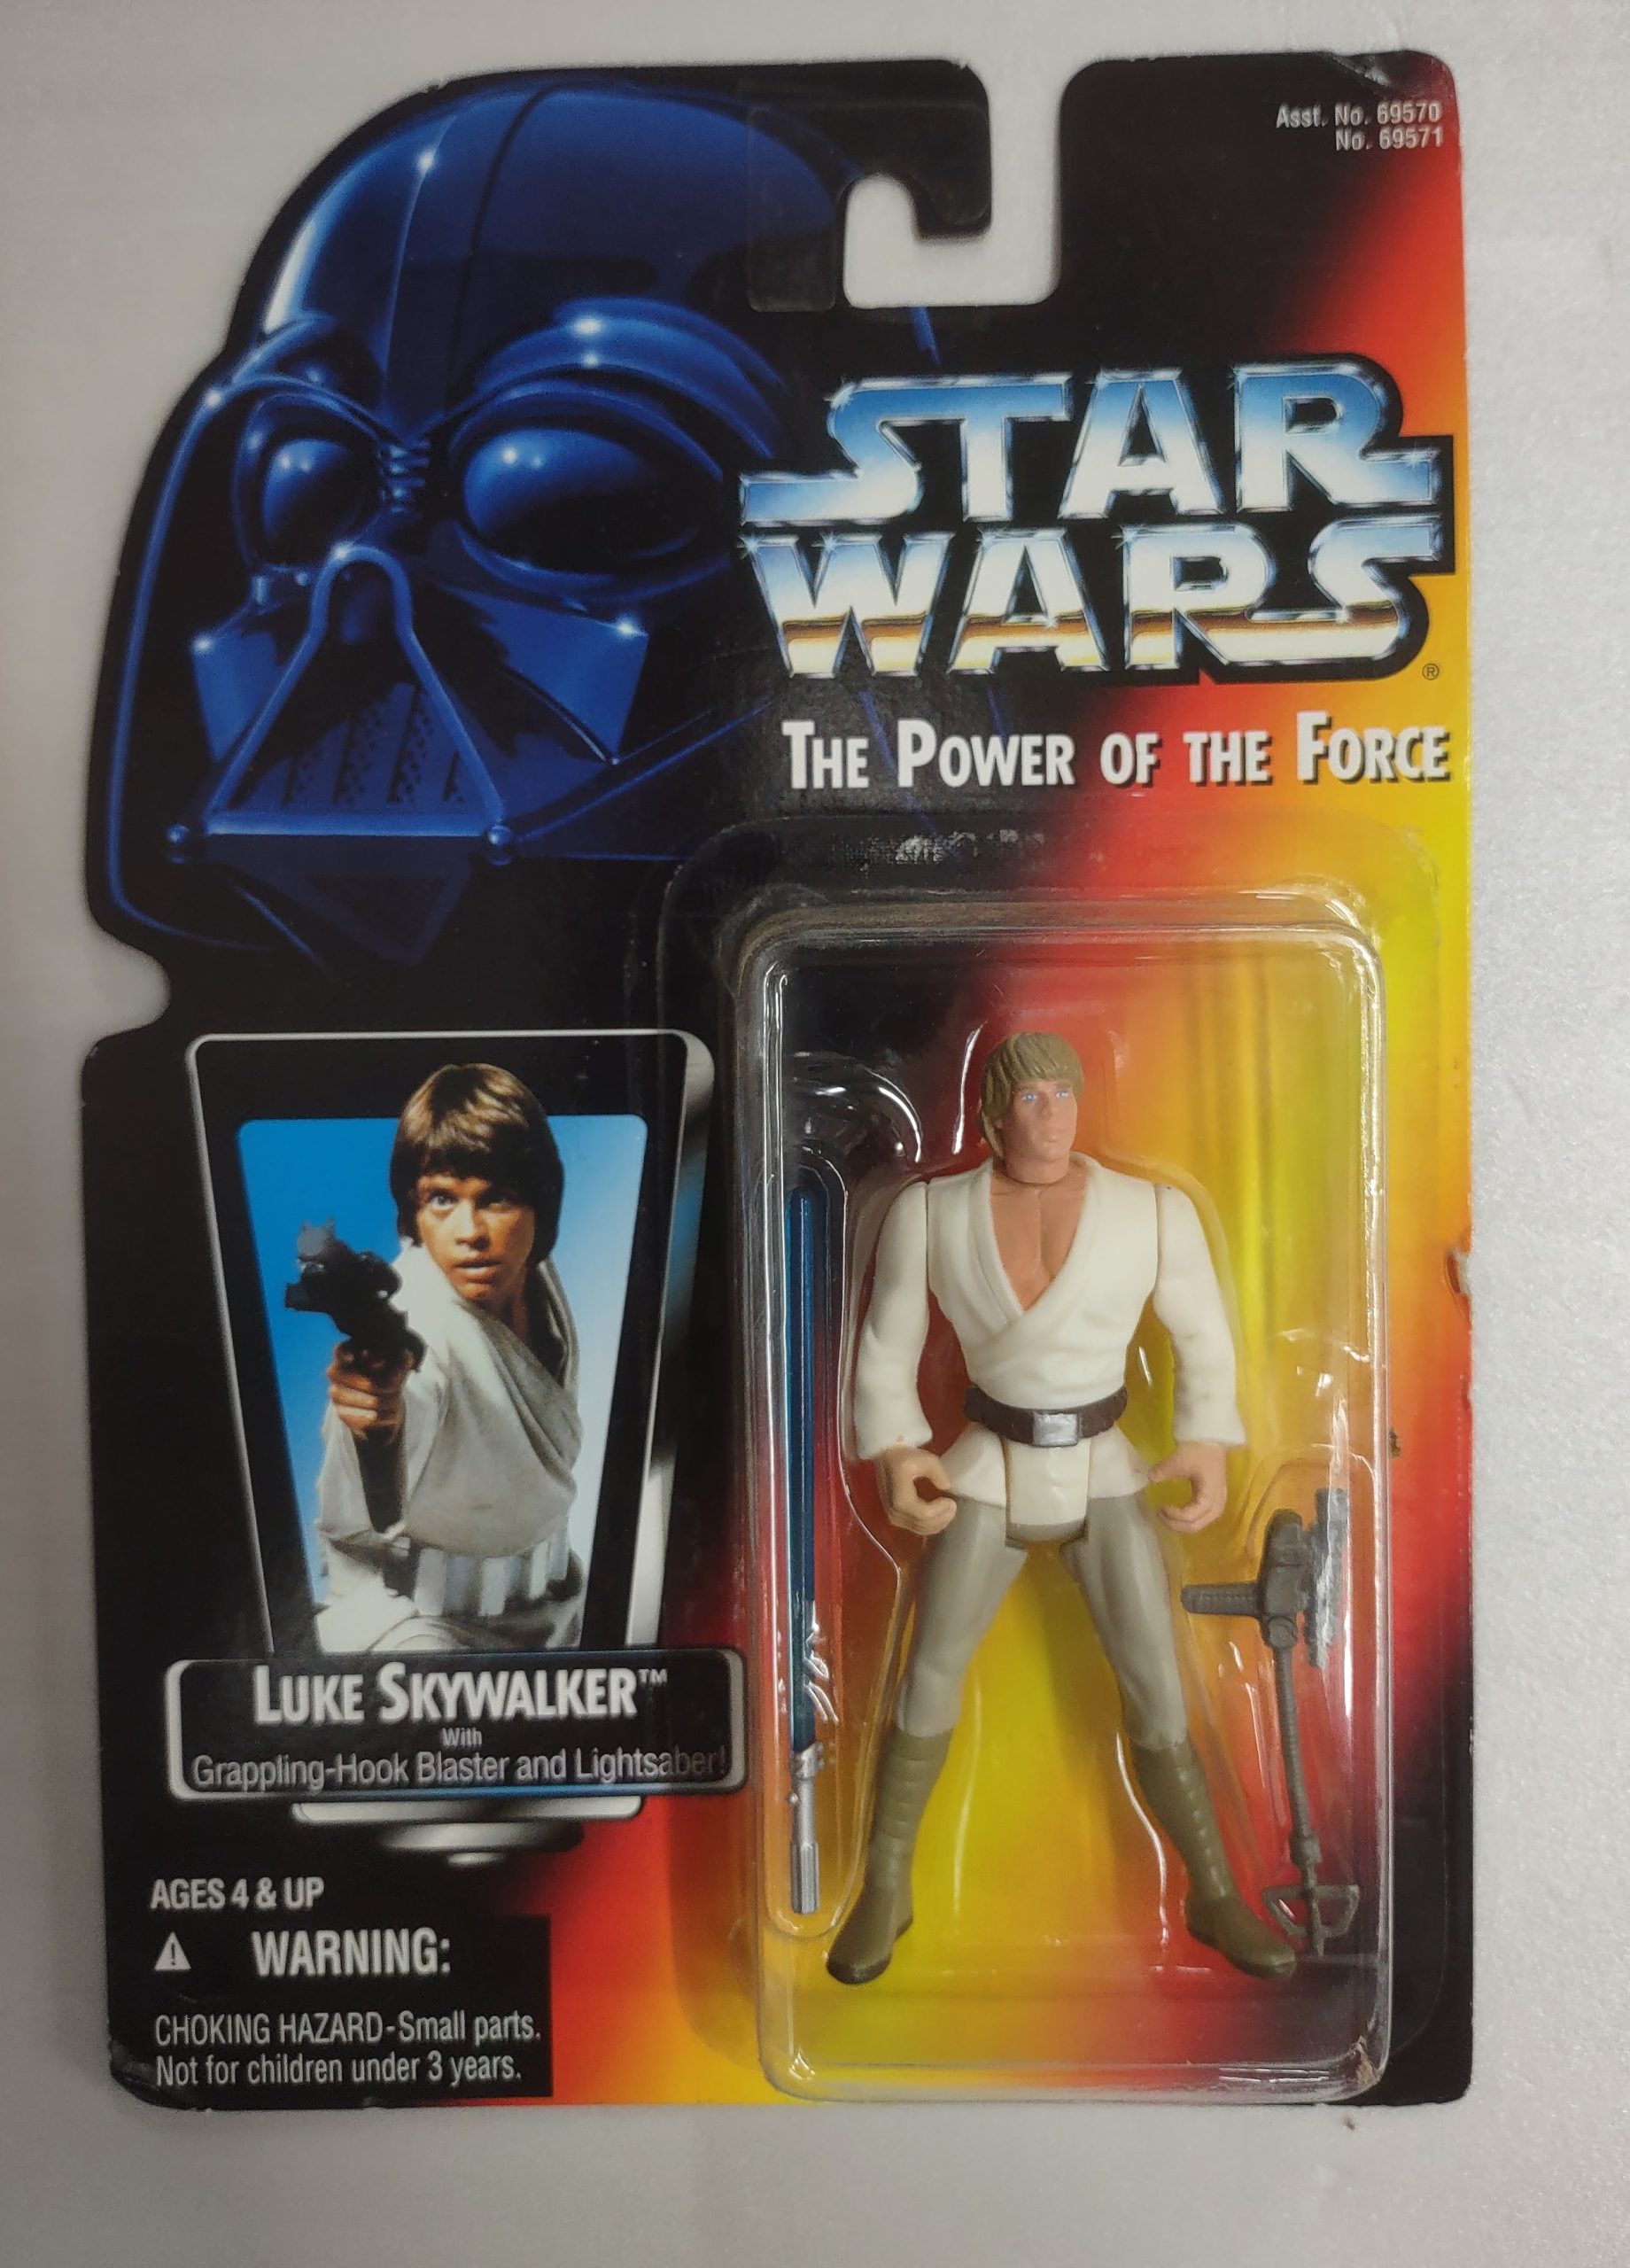 Asst. No. 69570
No. 69571
STAR
WARS
®
THE POWER OF THE FORCE
LUKE SKYWALKER™
With
Grappling-Hook Blaster and Lightsaber!
AGES 4 & UP
WARNING:
CHOKING HAZARD-Small parts.
Not for children under 3 years.